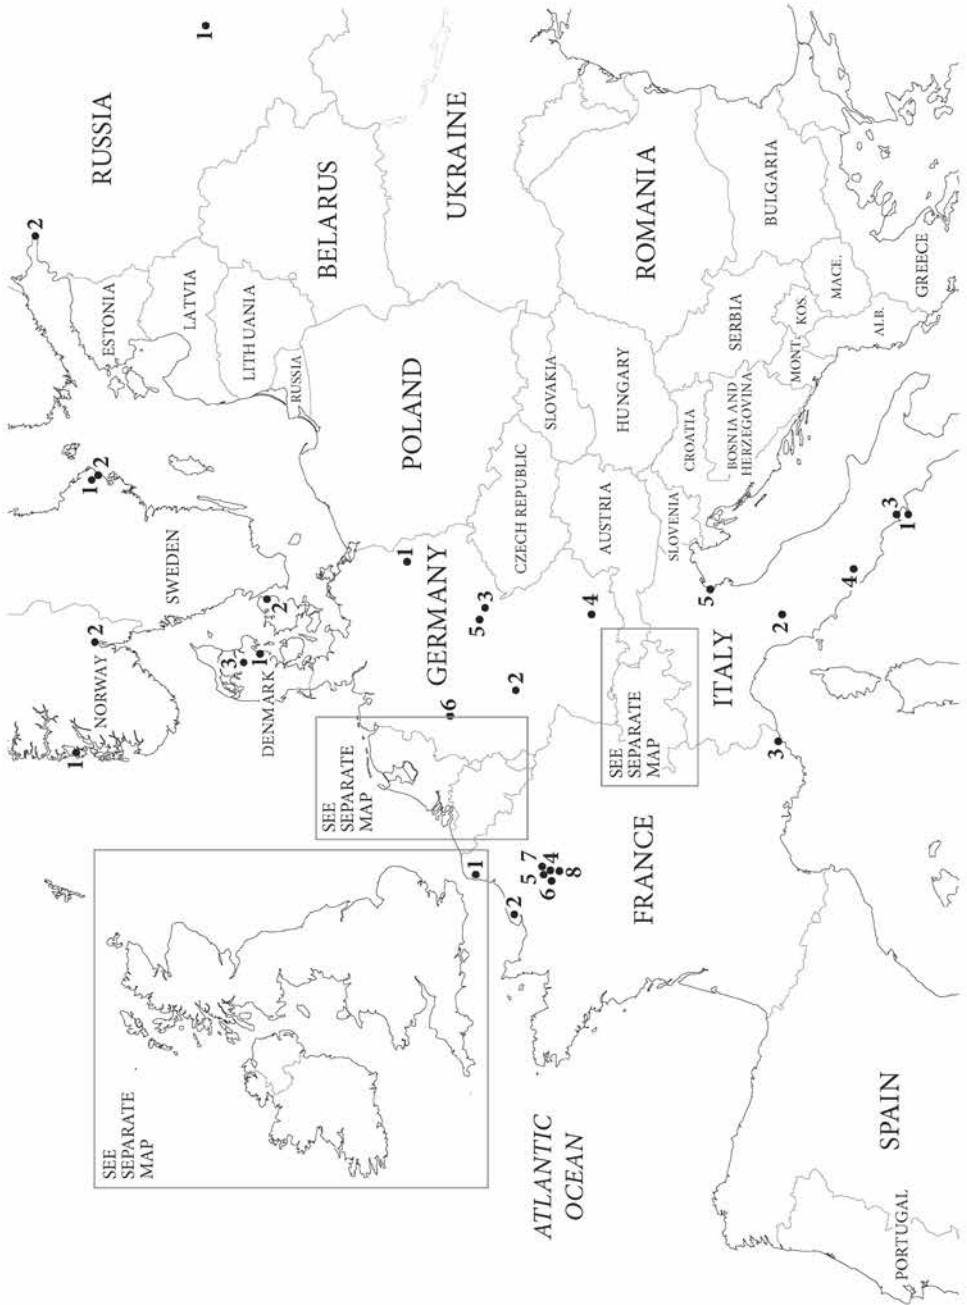 2
1
NORWAY
2
1
2
RUSSIA
ESTONIA
SEE
SEPARATE
MAP
SWEDEN
LATVIA
1
3
LITHUANIA
1
DENMARK
2
RUSSIA
BELARUS
SEE
SEPARATE
MAP
1
POLAND
GERMANY
6
UKRAINE
1
5
3
2
2
CZECH REPUBLIC
5
7
6
4
8
ATLANTIC
OCEAN
SLOVAKIA
4
AUSTRIA
SEE
SEPARATE
MAP
HUNGARY
FRANCE
ROMANIA
SLOVENIA
CROATIA
5
ITALY
SERBIA
BOSNIA AND
HERZEGOVINA
BULGARIA
3
2
MONT.
KOS.
MACE.
4
ALB.
SPAIN
PORTUGAL
3
1
GREECE